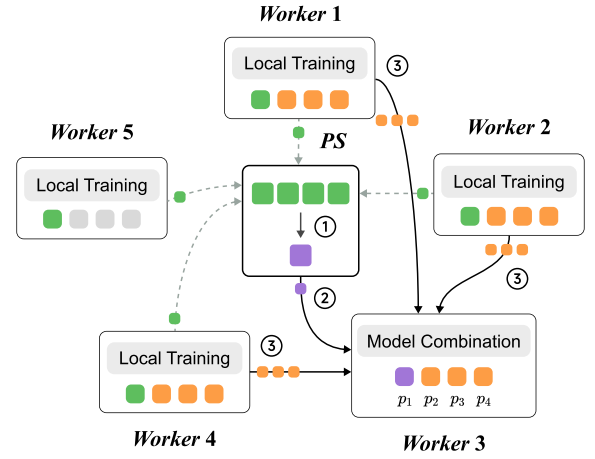 Worker 1
Local Training
③
PS
Worker 5
Local Training
Worker 2
Local Training
①
②
③
③
Local Training
Model Combination
p1 p2 p3 p4
Worker 4
Worker 3